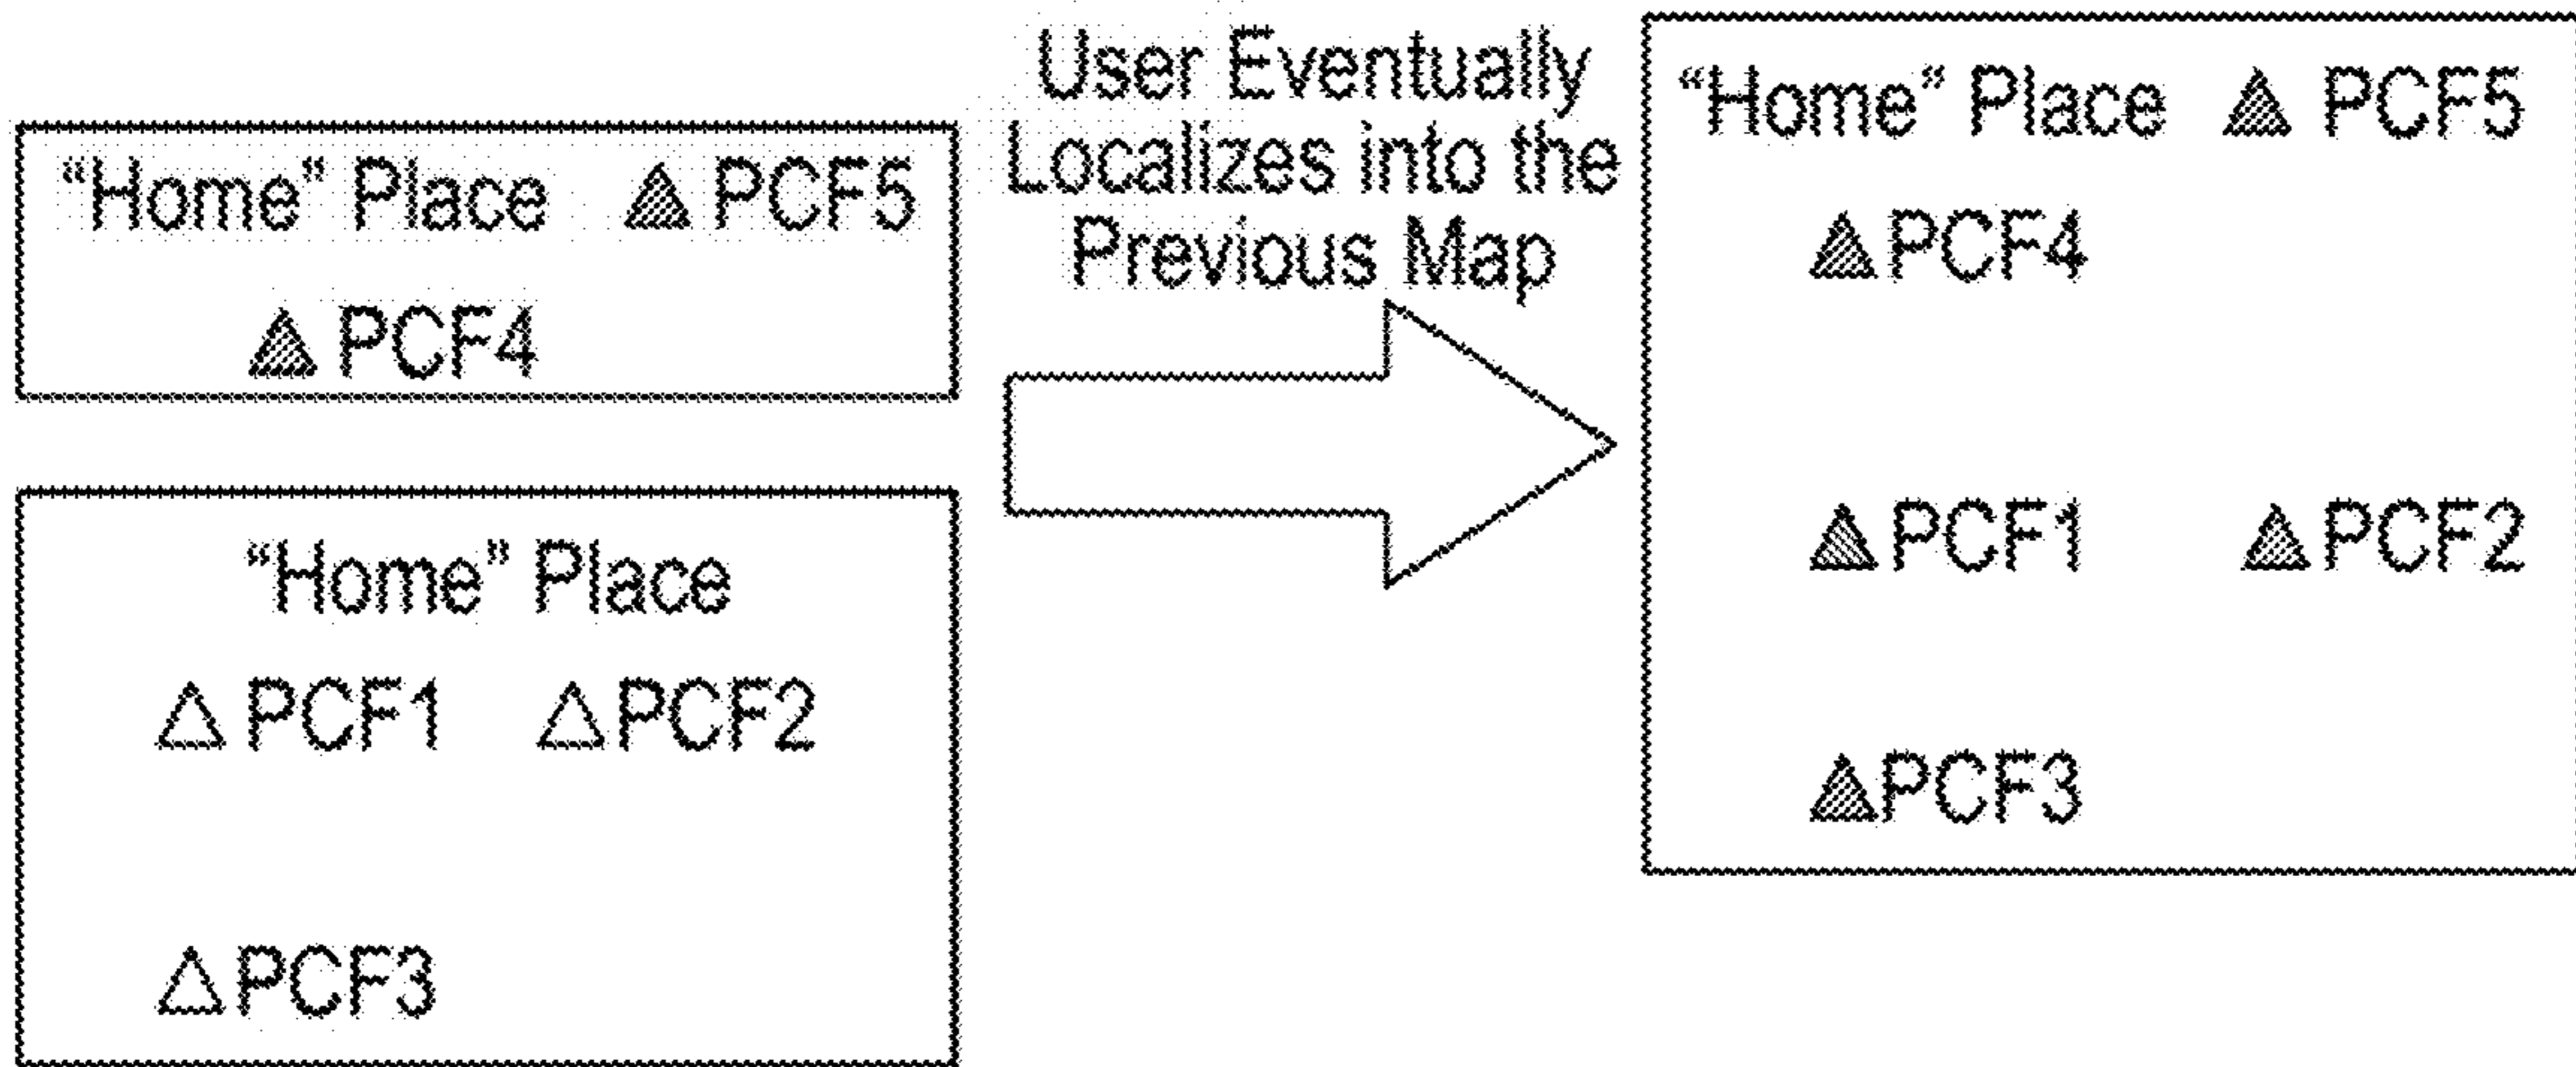 “Home” Place PCF5
PCF4
“Home” Place
PCF1 PCF2
PCF3
User Eventually
Localizes into the
Previous Map
“Home” Place PCF5
PCF4
PCF1 PCF2
PCF3